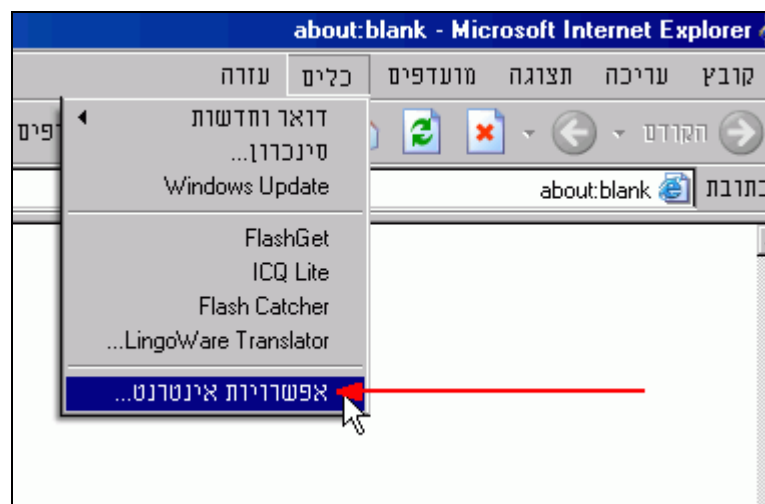 about:blank - Microsoft Internet Explorer
קובץ עריכה תצוגה מועדפים כלים עזרה
הקודם
כתובת about:blank
דואר וחדשות
סינכרון...
Windows Update
FlashGet
ICQ Lite
Flash Catcher
LingoWare Translator...
אפשרויות אינטרנט...